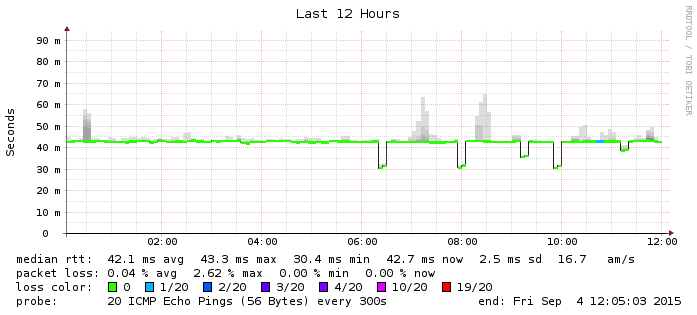 Last 12 Hours
RRDTOOL / TOBI OETIKER
Seconds
90 m
80 m
70 m
60 m
50 m
40 m
30 m
20 m
10 m
0
02:00 04:00 06:00 08:00 10:00 12:00
median rtt: 42.1 ms avg 43.3 ms max 30.4 ms min 42.7 ms now 2.5 ms sd 16.7 am/s
packet loss: 0.04 % avg 2.62 % max 0.00 % min 0.00 % now
loss color: 0 1/20 2/20 3/20 4/20 10/20 19/20
probe: 20 ICMP Echo Pings (56 Bytes) every 300s end: Fri Sep 4 12:05:03 2015